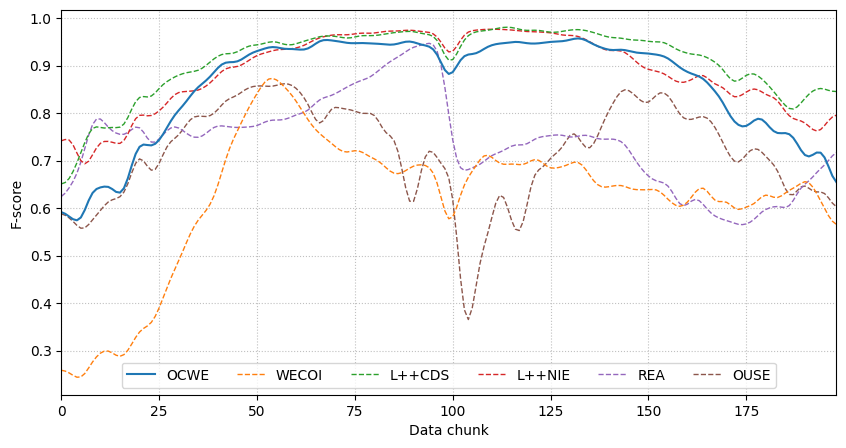 F-score
1.0
0.9
0.8
0.7
0.6
0.5
0.4
0.3
OCWE WECOI L++CDS L++NIE REA OUSE
0 25 50 75 100 125 150 175
Data chunk